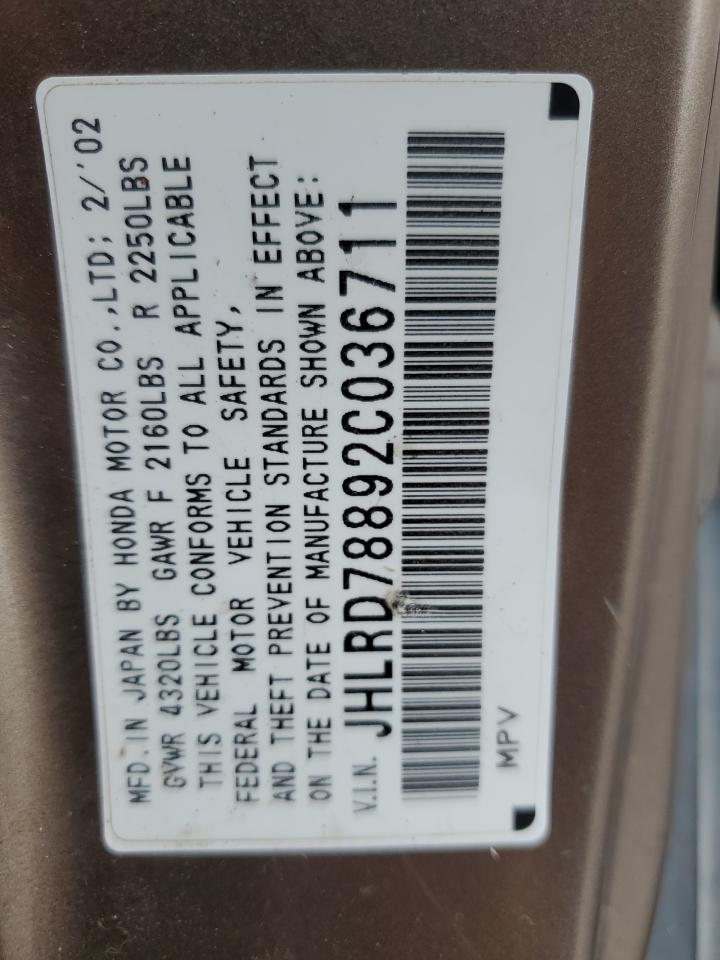 MFD.IN JAPAN BY HONDA MOTOR CO.,LTD; 2/'02
GVWR 4320LBS GAWR F 2160LBS R 2250LBS
THIS VEHICLE CONFORMS TO ALL APPLICABLE
FEDERAL MOTOR VEHICLE SAFETY,
AND THEFT PREVENTION STANDARDS IN EFFECT
ON THE DATE OF MANUFACTURE SHOWN ABOVE:
V.I.N. JHLRD78892C036711
MPV